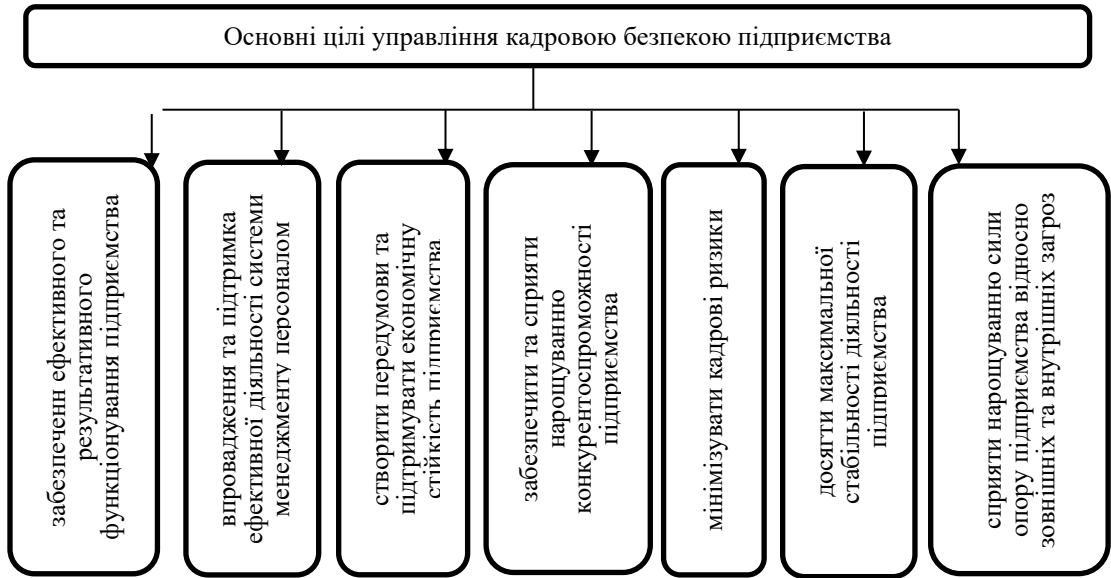 Основні цілі управління кадровою безпекою підприємства
забезпеченн ефективного та
результативного
функціонування підприємства
впровадження та підтримка
ефективної діяльності системи
менеджменту персоналом
створити передумови та
підтримувати економічну
стійкість підприємства
забезпечити та сприяти
нарощуванню
конкурентоспроможності
підприємства
мінімізувати кадрові ризики
досягти максимальної
стабільності діяльності
підприємства
сприяти нарощуванню сили
опору підприємства відносно
зовнішніх та внутрішніх загроз